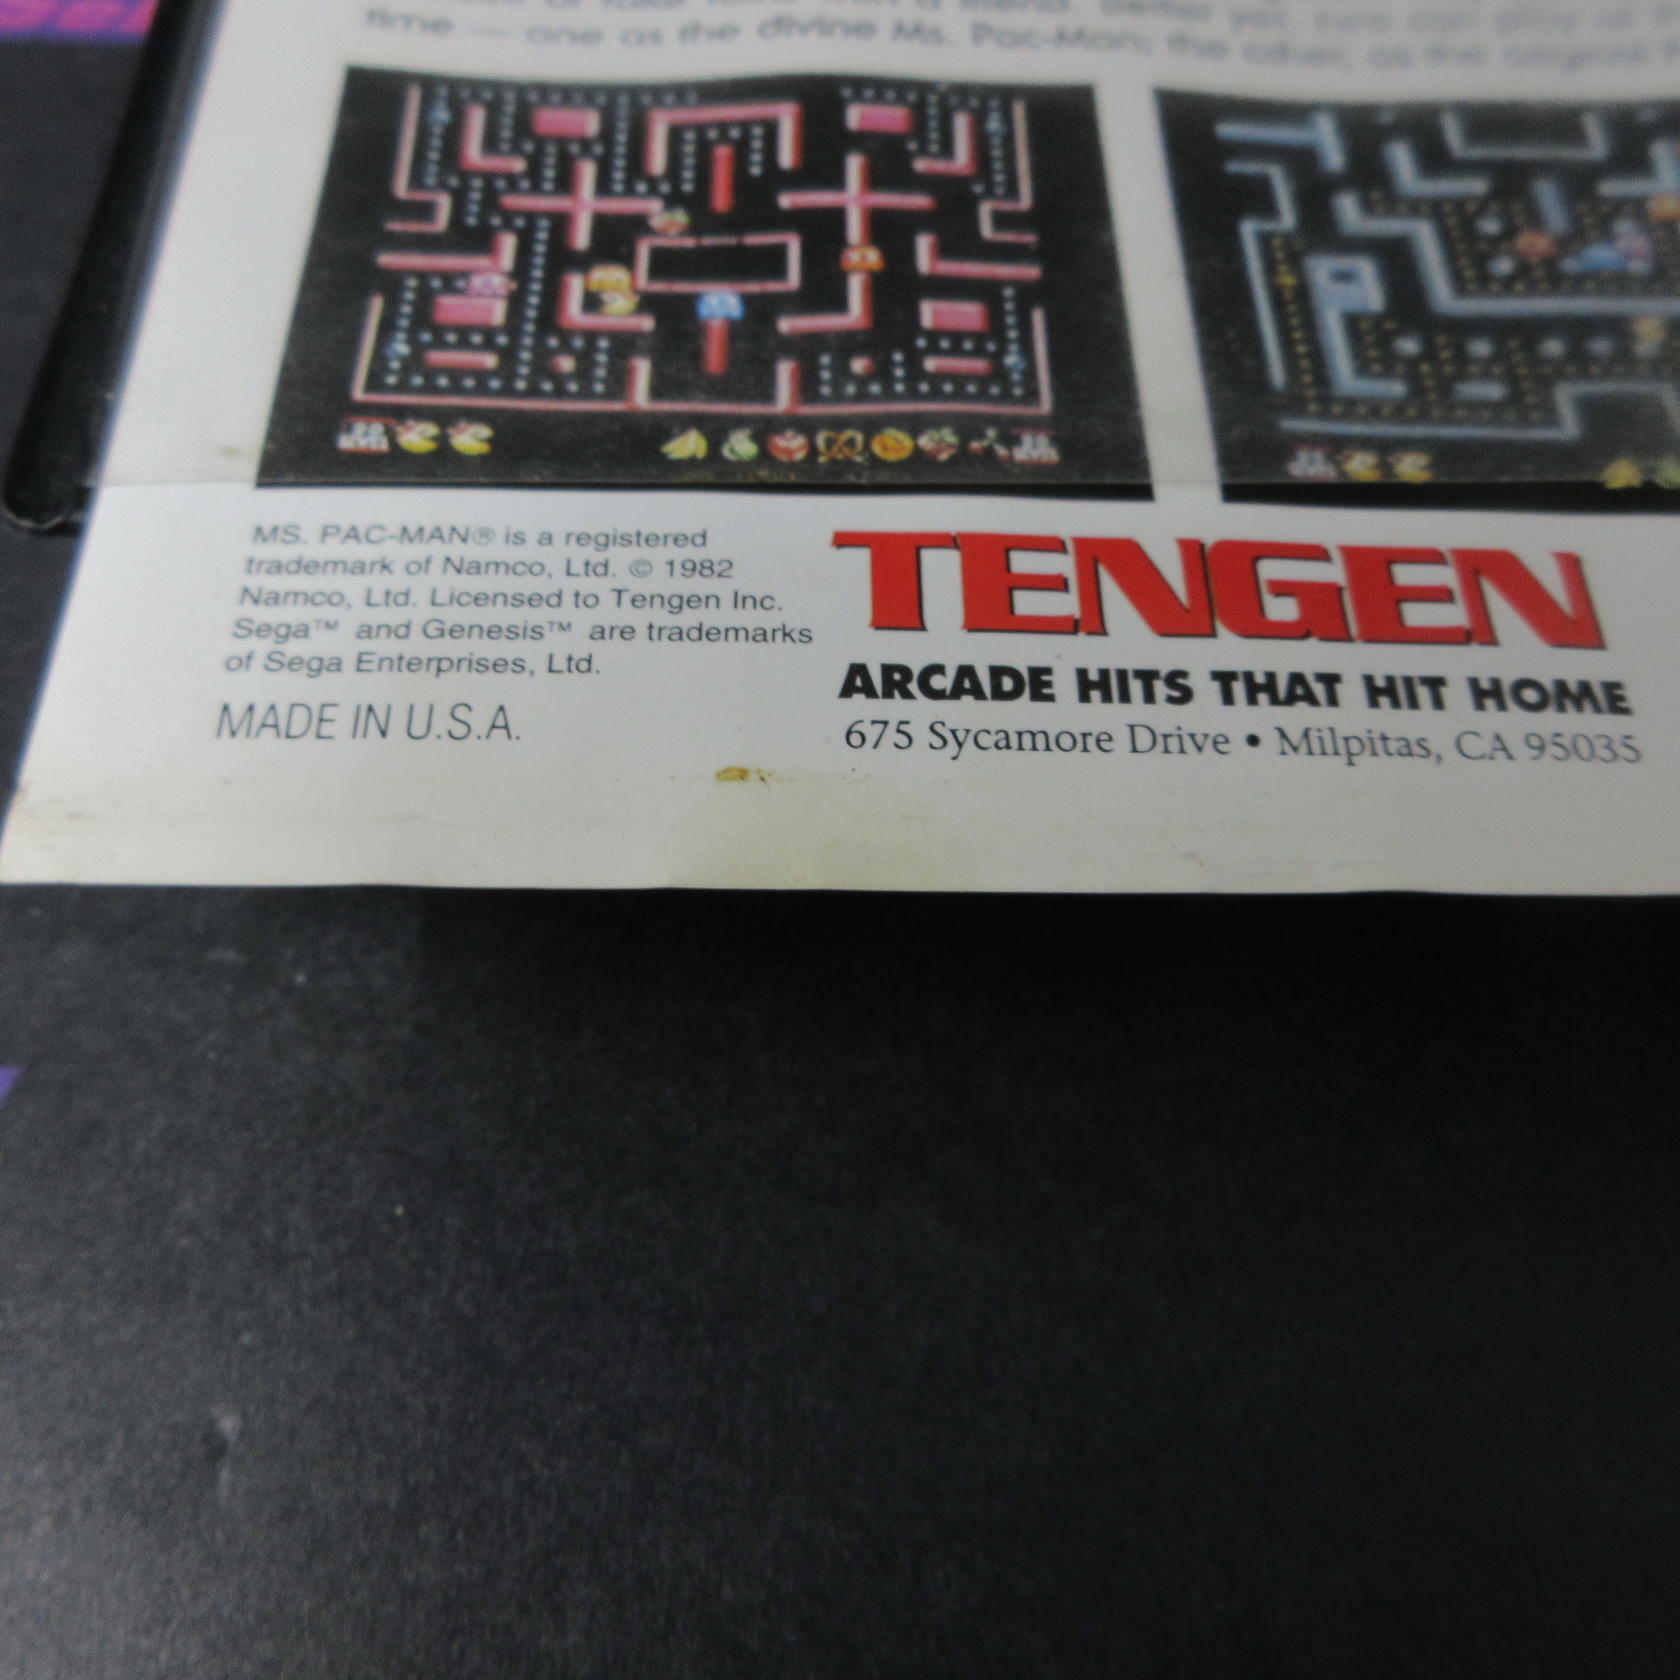 time — one as the divine Ms. Pac-Man, the other, as the original
MS. PAC-MAN® is a registered
trademark of Namco, Ltd. © 1982
Namco, Ltd. Licensed to Tengen Inc.
Sega™ and Genesis™ are trademarks
of Sega Enterprises, Ltd.
MADE IN U.S.A.
TENGEN
ARCADE HITS THAT HIT HOME
675 Sycamore Drive • Milpitas, CA 95035